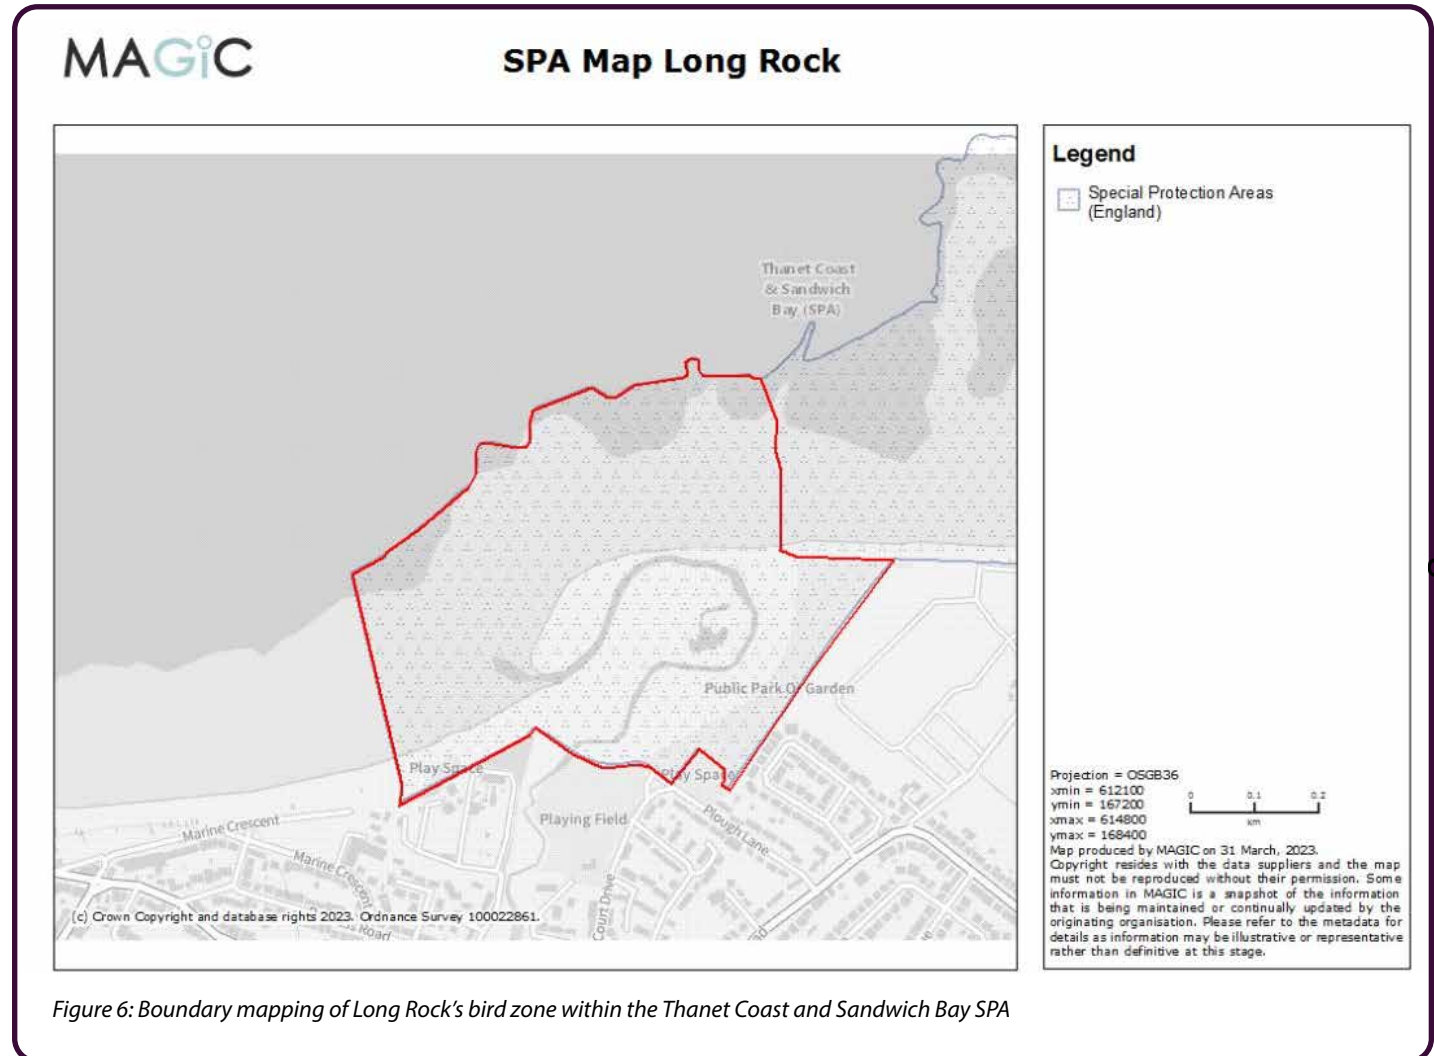 MAGiC
SPA Map Long Rock
Thanet Coast
& Sandwich
Bay (SPA)
Public Park Or Garden
Play Space
Play Space
Playing Field
Plough Lane
Marine Crescent
Marine Crescent
Court Drive
Road
(c) Crown Copyright and database rights 2023. Ordnance Survey 100022861.
Legend
Special Protection Areas
(England)
Projection = OSGB36
xmin = 612100
ymin = 167200
xmax = 614800
ymax = 168400
0 0.1 0.2
km
Map produced by MAGIC on 31 March, 2023.
Copyright resides with the data suppliers and the map
must not be reproduced without their permission. Some
information in MAGIC is a snapshot of the information
that is being maintained or continually updated by the
originating organisation. Please refer to the metadata for
details as information may be illustrative or representative
rather than definitive at this stage.
Figure 6: Boundary mapping of Long Rock's bird zone within the Thanet Coast and Sandwich Bay SPA